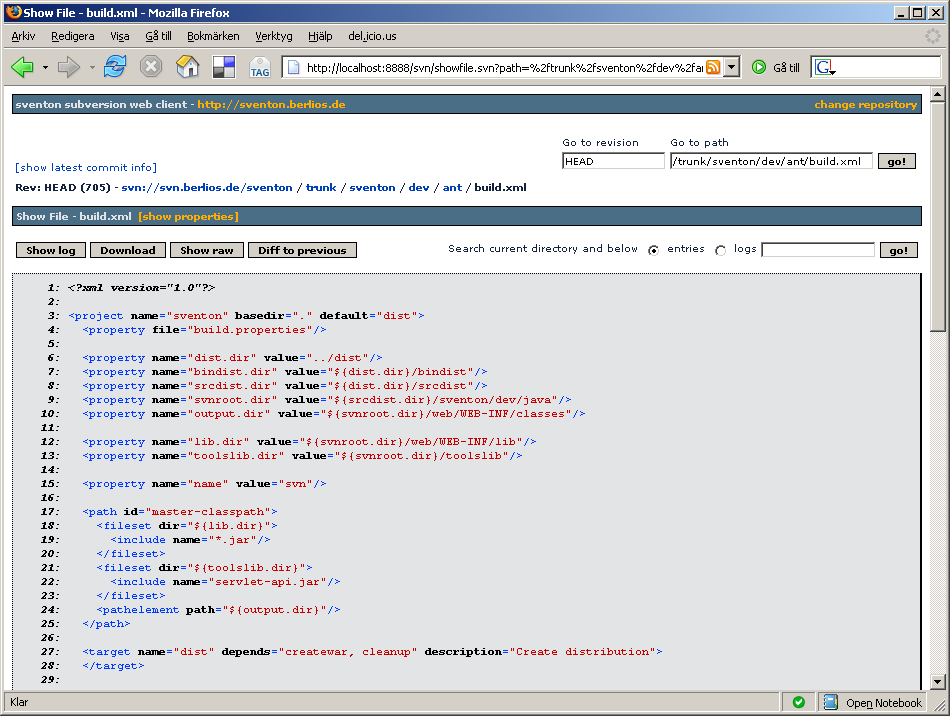 Show File - build.xml - Mozilla Firefox
Arkiv Redigera Visa Gå till Bokmärken Verktyg Hjälp del.icio.us
TAG http://localhost:8888/svn/showfile.svn?path=%2ftrunk%2fsventon%2fdev%2fan Gå till G
sventon subversion web client - http://sventon.berlios.de change repository
Go to revision Go to path
[show latest commit info] HEAD /trunk/sventon/dev/ant/build.xml go!
Rev: HEAD (705) - svn://svn.berlios.de/sventon / trunk / sventon / dev / ant / build.xml
Show File - build.xml [show properties]
Show log Download Show raw Diff to previous Search current directory and below entries logs go!
1: <?xml version="1.0"?>
2:
3: <project name="sventon" basedir="." default="dist">
4:   <property file="build.properties"/>
5:
6:   <property name="dist.dir" value="../dist"/>
7:   <property name="bindist.dir" value="${dist.dir}/bindist"/>
8:   <property name="srcdist.dir" value="${dist.dir}/srcdist"/>
9:   <property name="svnroot.dir" value="${srcdist.dir}/sventon/dev/java"/>
10:   <property name="output.dir" value="${svnroot.dir}/web/WEB-INF/classes"/>
11:
12:   <property name="lib.dir" value="${svnroot.dir}/web/WEB-INF/lib"/>
13:   <property name="toolslib.dir" value="${svnroot.dir}/toolslib"/>
14:
15:   <property name="name" value="svn"/>
16:
17:   <path id="master-classpath">
18:     <fileset dir="${lib.dir}">
19:       <include name="*.jar"/>
20:     </fileset>
21:     <fileset dir="${toolslib.dir}">
22:       <include name="servlet-api.jar"/>
23:     </fileset>
24:     <pathelement path="${output.dir}"/>
25:   </path>
26:
27:   <target name="dist" depends="createwar, cleanup" description="Create distribution">
28:   </target>
29:
Klar Open Notebook